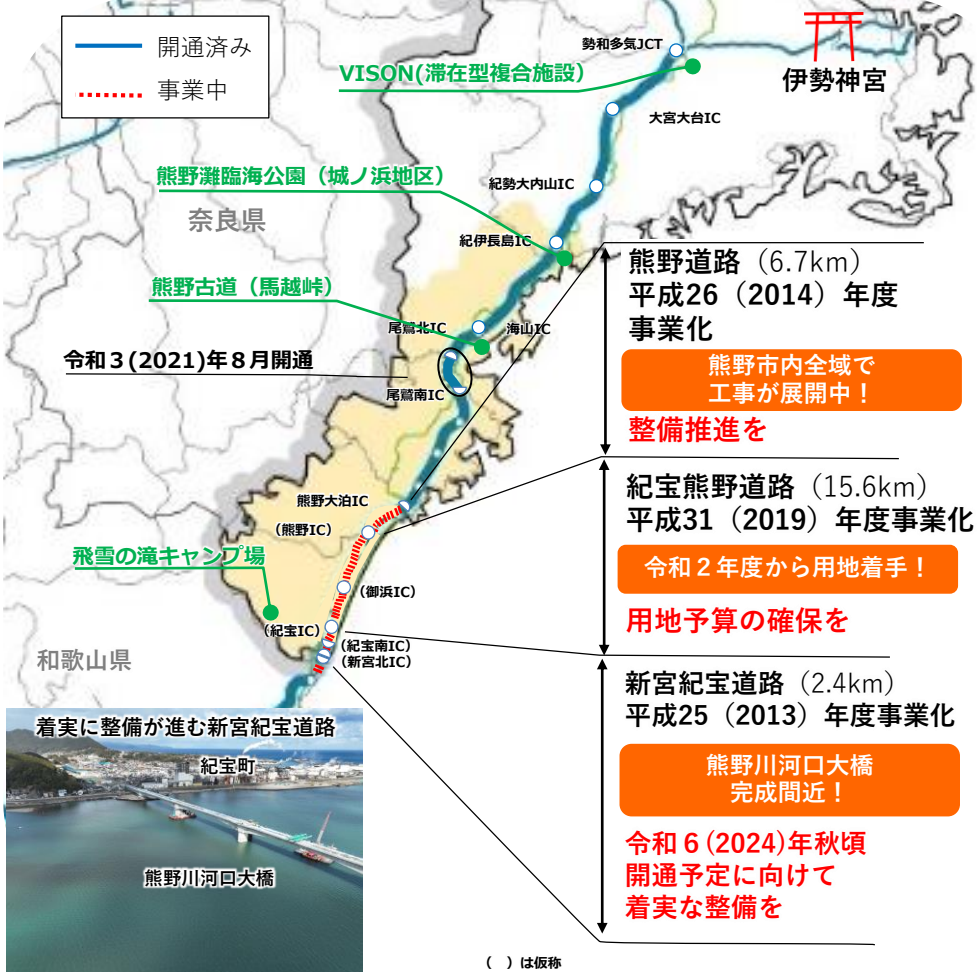 開通済み
事業中
勢和多気JCT
伊勢神宮
VISON(滞在型複合施設)
大宮大台IC
熊野灘臨海公園（城ノ浜地区）
紀勢大内山IC
奈良県
紀伊長島IC
熊野古道（馬越峠）
尾鷲北IC
海山IC
令和３(2021)年８月開通
尾鷲南IC
熊野大泊IC
（熊野IC）
飛雪の滝キャンプ場
（御浜IC）
（紀宝IC）
（紀宝南IC）
（新宮北IC）
和歌山県
熊野道路（6.7km）
平成26（2014）年度
事業化
熊野市内全域で
工事が展開中！
整備推進を
紀宝熊野道路（15.6km）
平成31（2019）年度事業化
令和２年度から用地着手！
用地予算の確保を
新宮紀宝道路（2.4km）
平成25（2013）年度事業化
熊野川河口大橋
完成間近！
令和６(2024)年秋頃
開通予定に向けて
着実な整備を
着実に整備が進む新宮紀宝道路
紀宝町
熊野川河口大橋
（　）は仮称